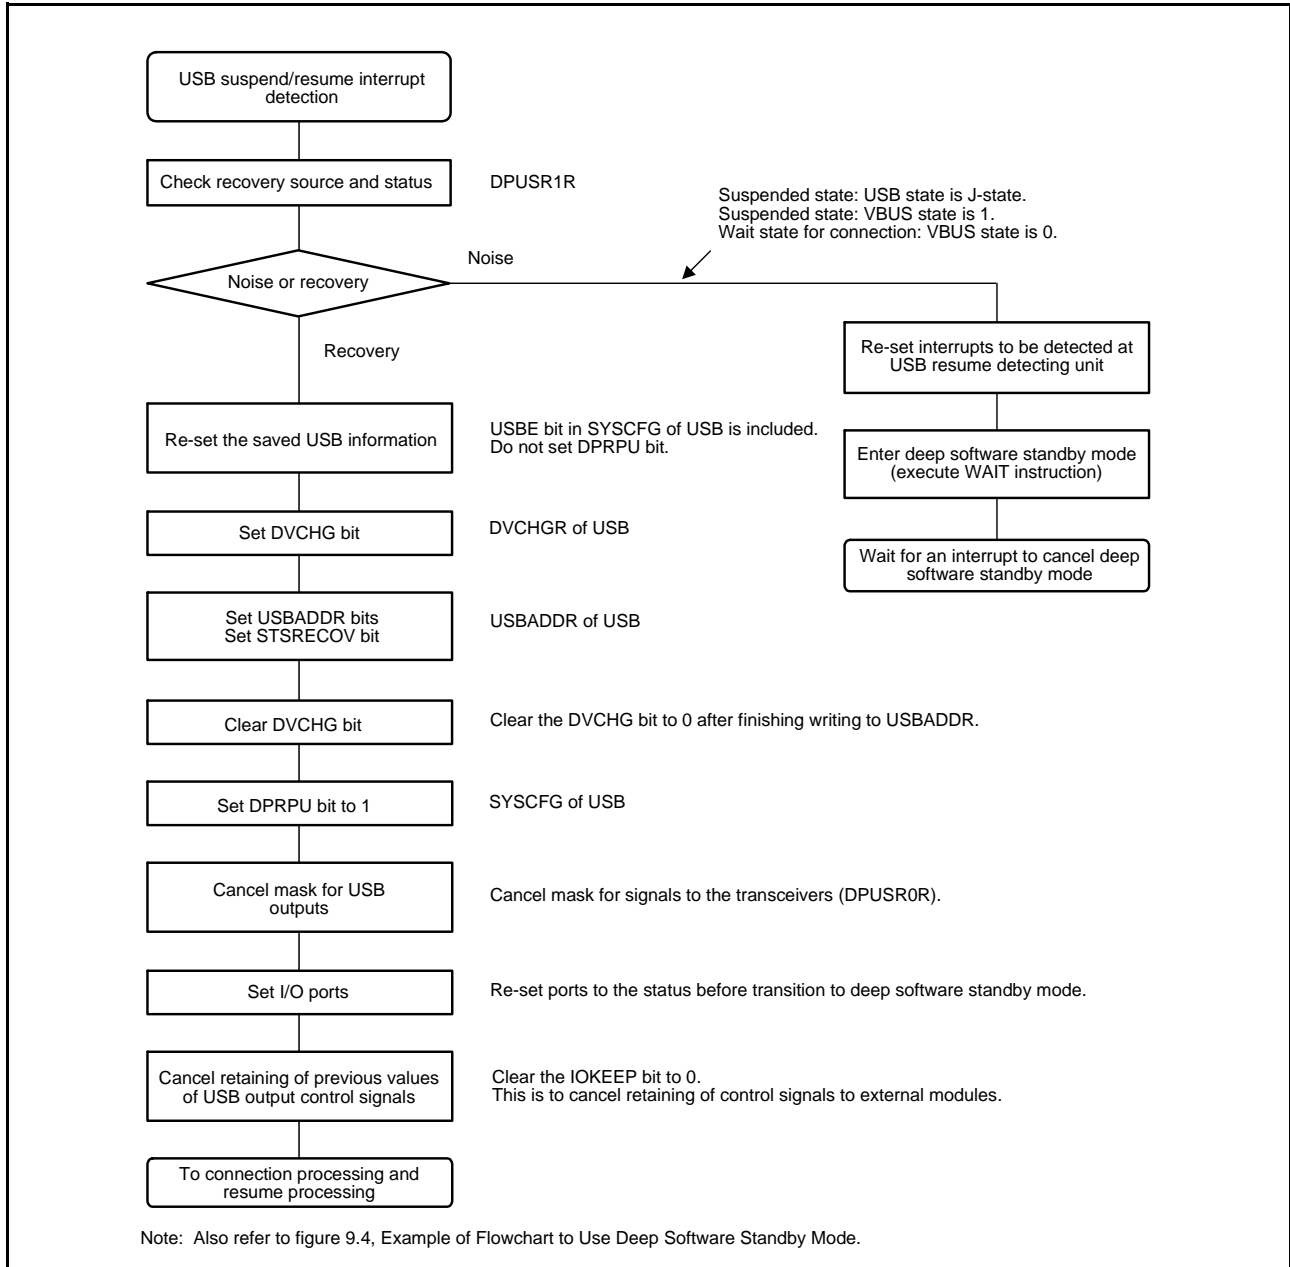 USB suspend/resume interrupt
detection
Check recovery source and status
DPUSR1R
Suspended state: USB state is J-state.
Suspended state: VBUS state is 1.
Wait state for connection: VBUS state is 0.
Noise
Noise or recovery
Recovery
Re-set interrupts to be detected at
USB resume detecting unit
Re-set the saved USB information
USBE bit in SYSCFG of USB is included.
Do not set DPRPU bit.
Enter deep software standby mode
(execute WAIT instruction)
Set DVCHG bit
DVCHGR of USB
Wait for an interrupt to cancel deep
software standby mode
Set USBADDR bits
Set STSRECOV bit
USBADDR of USB
Clear DVCHG bit
Clear the DVCHG bit to 0 after finishing writing to USBADDR.
Set DPRPU bit to 1
SYSCFG of USB
Cancel mask for USB
outputs
Cancel mask for signals to the transceivers (DPUSR0R).
Set I/O ports
Re-set ports to the status before transition to deep software standby mode.
Cancel retaining of previous values
of USB output control signals
Clear the IOKEEP bit to 0.
This is to cancel retaining of control signals to external modules.
To connection processing and
resume processing
Note: Also refer to figure 9.4, Example of Flowchart to Use Deep Software Standby Mode.